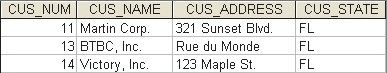 CUS_NUM CUS_NAME CUS_ADDRESS CUS_STATE
11 Martin Corp. 321 Sunset Blvd. FL
13 BTBC, Inc. Rue du Monde FL
14 Victory, Inc. 123 Maple St. FL